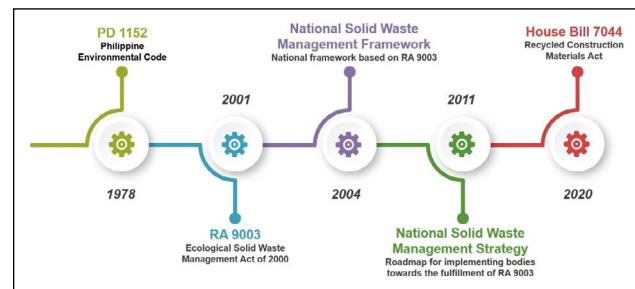 PD 1152
Philippine
Environmental Code
1978
2001
RA 9003
Ecological Solid Waste
Management Act of 2000
National Solid Waste
Management Framework
National framework based on RA 9003
2004
2011
National Solid Waste
Management Strategy
Roadmap for implementing bodies
towards the fulfillment of RA 9003
House Bill 7044
Recycled Construction
Materials Act
2020